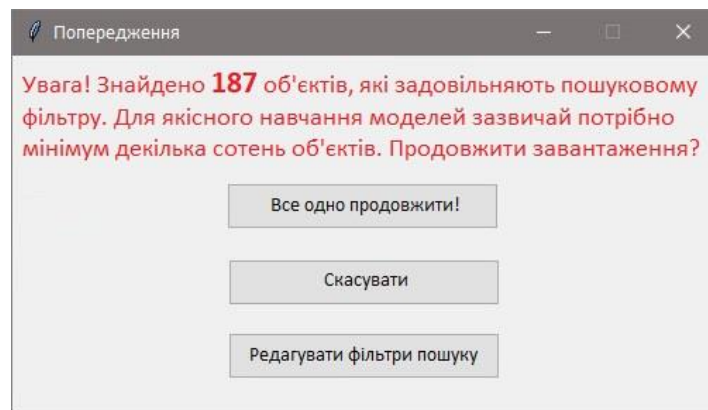 Попередження
Увага! Знайдено 187 об'єктів, які задовільняють пошуковому
фільтру. Для якісного навчання моделей зазвичай потрібно
мінімум декілька сотень об'єктів. Продовжити завантаження?
Все одно продовжити!
Скасувати
Редагувати фільтри пошуку